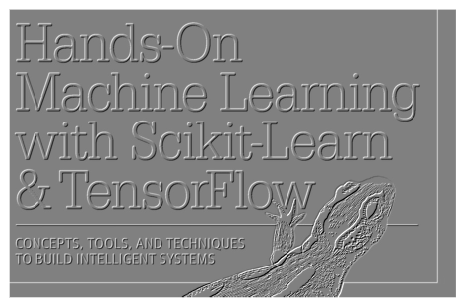 Hands-On
Machine Learning
with Scikit-Learn
& TensorFlow
CONCEPTS, TOOLS, AND TECHNIQUES
TO BUILD INTELLIGENT SYSTEMS